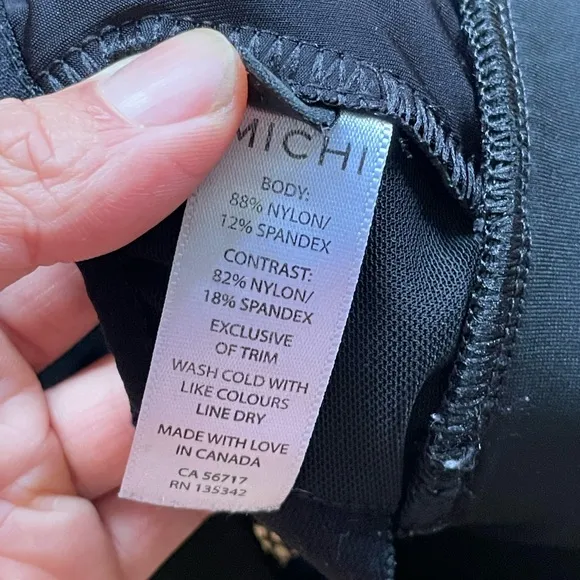 MICHI
BODY:
88% NYLON/
12% SPANDEX
CONTRAST:
82% NYLON/
18% SPANDEX
EXCLUSIVE
OF TRIM
WASH COLD WITH
LIKE COLOURS
LINE DRY
MADE WITH LOVE
IN CANADA
CA 56717
RN 135342